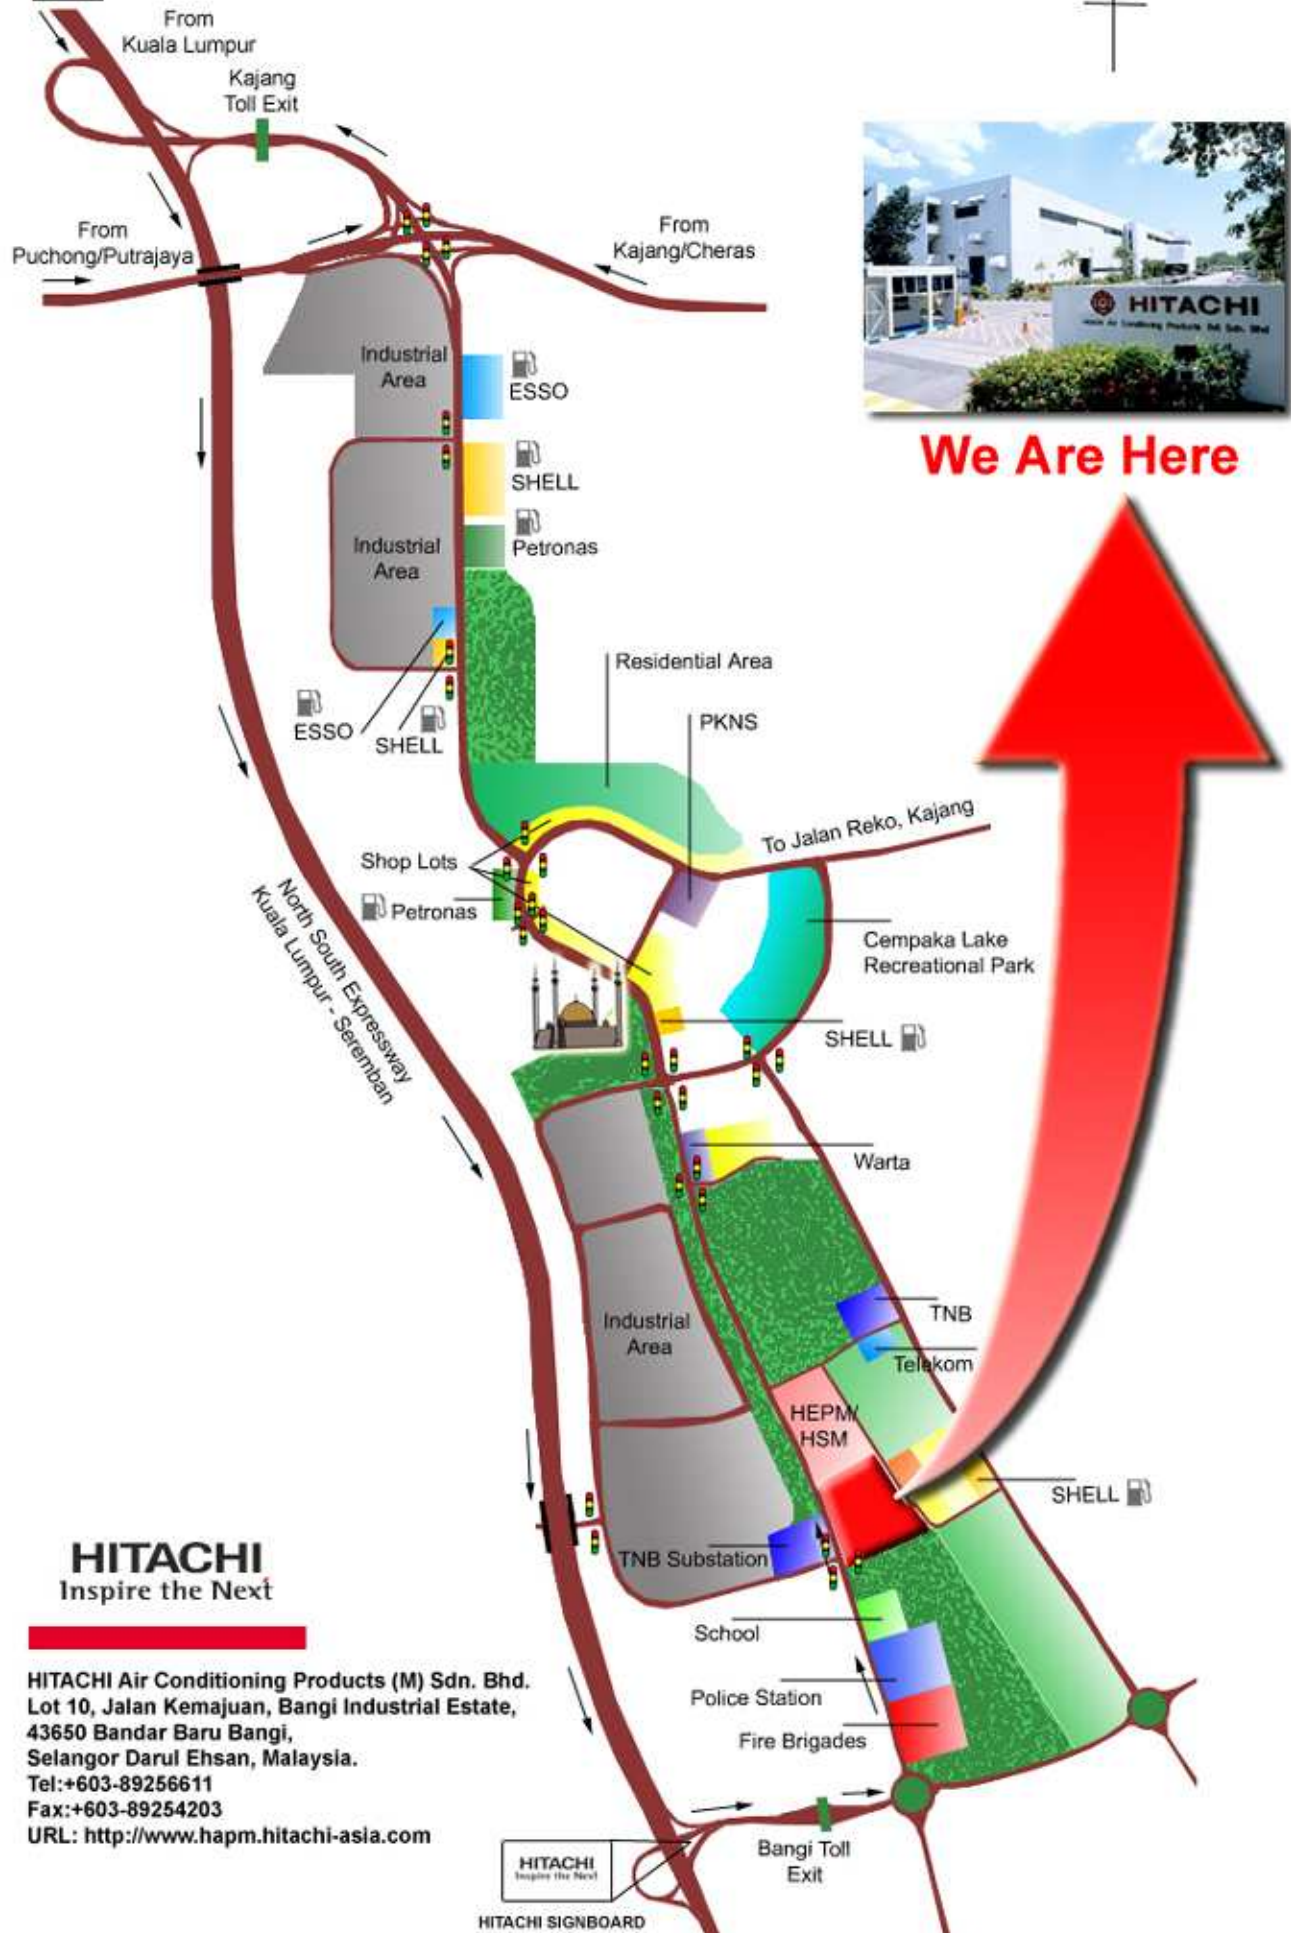 From
Kuala Lumpur
Kajang
Toll Exit
From
Puchong/Putrajaya
From
Kajang/Cheras
HITACHI
We Are Here
Industrial
Area
ESSO
SHELL
Petronas
Industrial
Area
ESSO
SHELL
Residential Area
PKNS
To Jalan Reko, Kajang
Shop Lots
Petronas
Cempaka Lake
Recreational Park
North South Expressway
Kuala Lumpur - Seremban
SHELL
Warta
TNB
Telekom
Industrial
Area
HEPM/
HSM
SHELL
TNB Substation
School
Police Station
Fire Brigades
Bangi Toll
Exit
HITACHI
Inspire the Next
HITACHI SIGNBOARD
HITACHI
Inspire the Next
HITACHI Air Conditioning Products (M) Sdn. Bhd.
Lot 10, Jalan Kemajuan, Bangi Industrial Estate,
43650 Bandar Baru Bangi,
Selangor Darul Ehsan, Malaysia.
Tel:+603-89256611
Fax:+603-89254203
URL: http://www.hapm.hitachi-asia.com